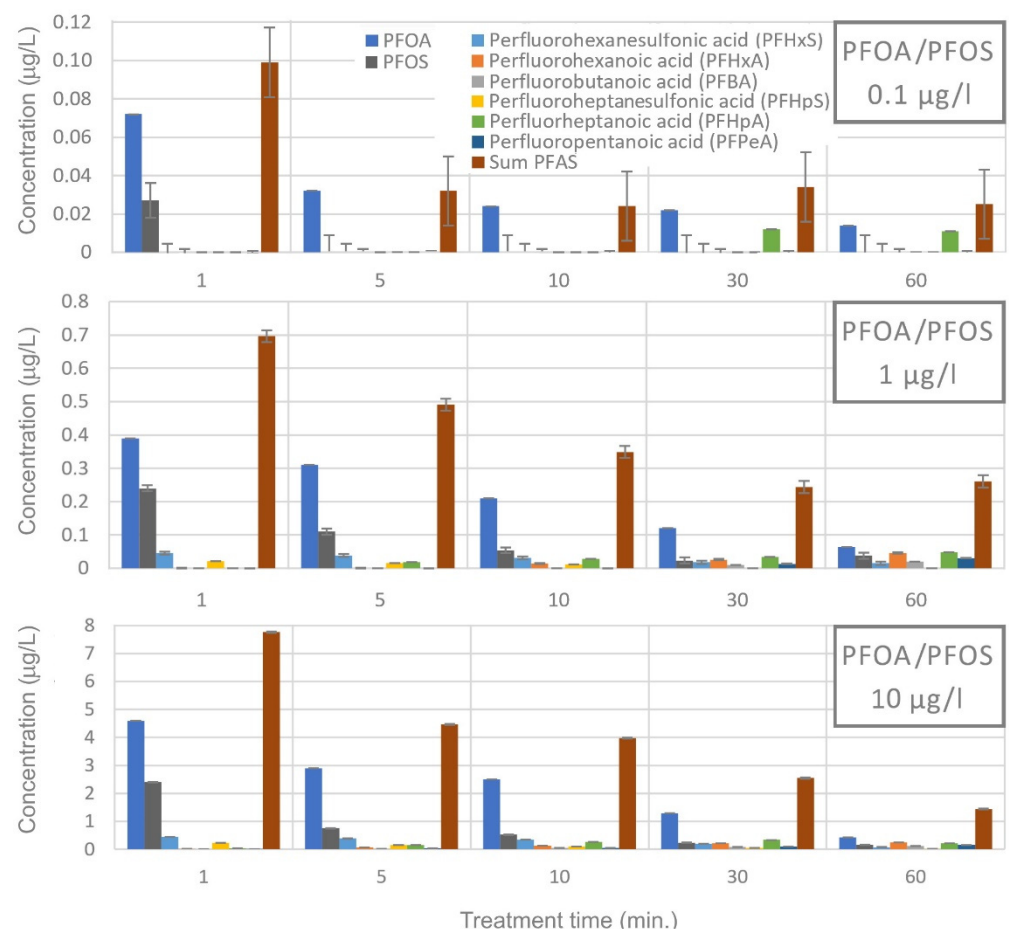 0.12
0.10
0.08
0.06
0.04
0.02
0
Concentration (µg/L)
PFOA
PFOS
Perfluorohexanesulfonic acid (PFHxS)
Perfluorohexanoic acid (PFHxA)
Perfluorobutanoic acid (PFBA)
Perfluoroheptanesulfonic acid (PFHpS)
Perfluorheptanoic acid (PFHpA)
Perfluoropentanoic acid (PFPeA)
Sum PFAS
PFOA/PFOS
0.1 µg/l
1 5 10 30 60
0.8
0.7
0.6
0.5
0.4
0.3
0.2
0.1
0
Concentration (µg/L)
PFOA/PFOS
1 µg/l
1 5 10 30 60
8
7
6
5
4
3
2
1
0
Concentration (µg/L)
PFOA/PFOS
10 µg/l
1 5 10 30 60
Treatment time (min.)